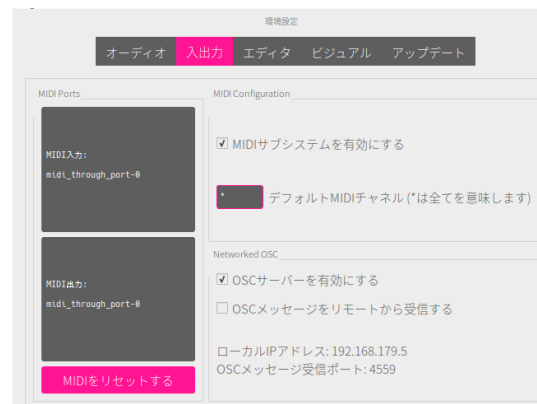 環境設定
オーディオ 入出力 エディタ ビジュアル アップデート
MIDI Ports
MIDI入力:
midi_through_port-0
MIDI出力:
midi_through_port-0
MIDIをリセットする
MIDI Configuration
MIDIサブシステムを有効にする
* デフォルトMIDIチャネル (*は全てを意味します)
Networked OSC
OSCサーバーを有効にする
OSCメッセージをリモートから受信する
ローカルIPアドレス: 192.168.179.5
OSCメッセージ受信ポート: 4559